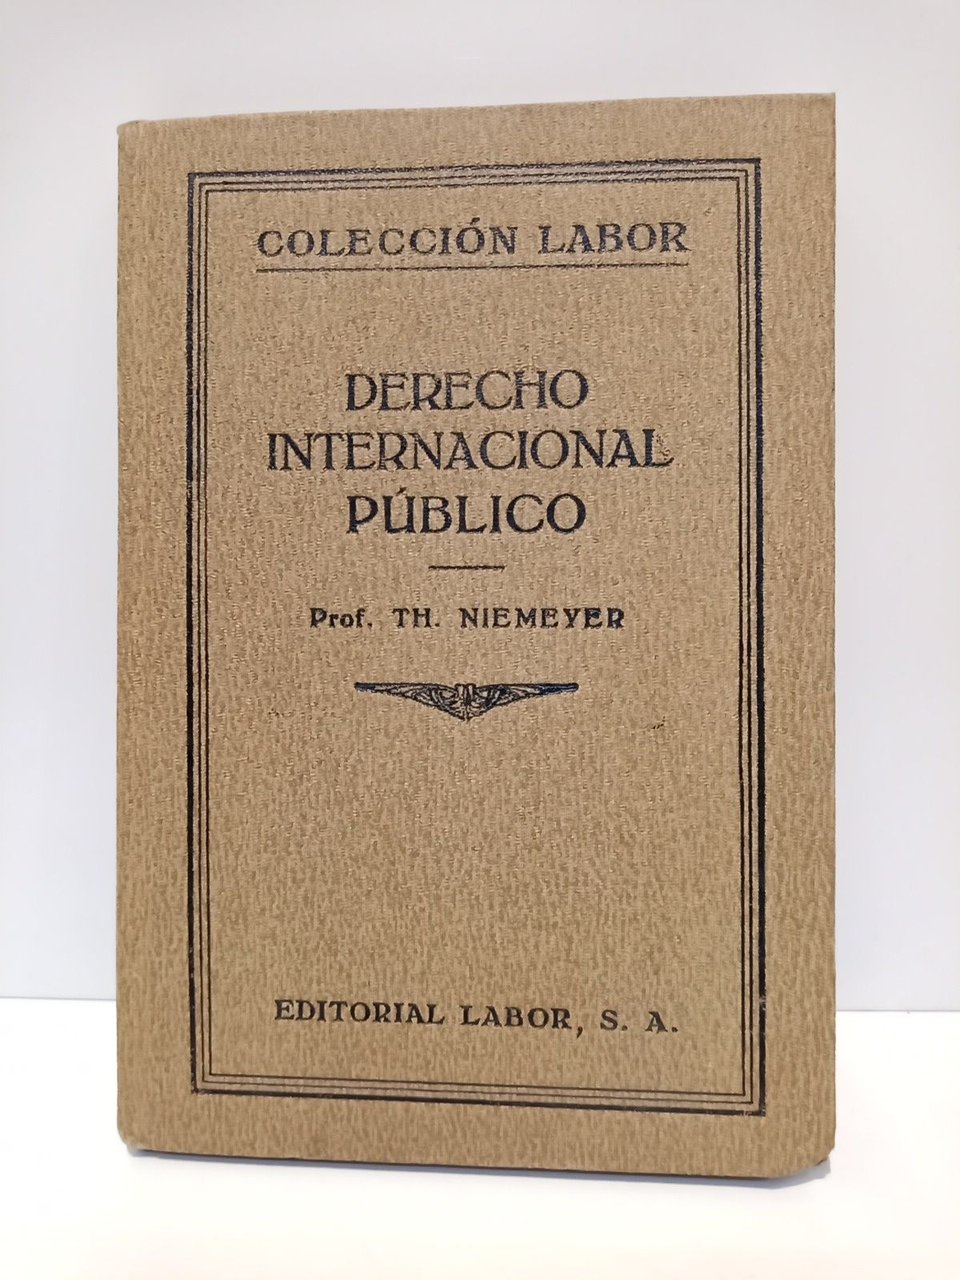 COLECCIÓN LABOR
DERECHO
INTERNACIONAL
PÚBLICO
Prof. TH. NIEMEYER
EDITORIAL LABOR, S. A.